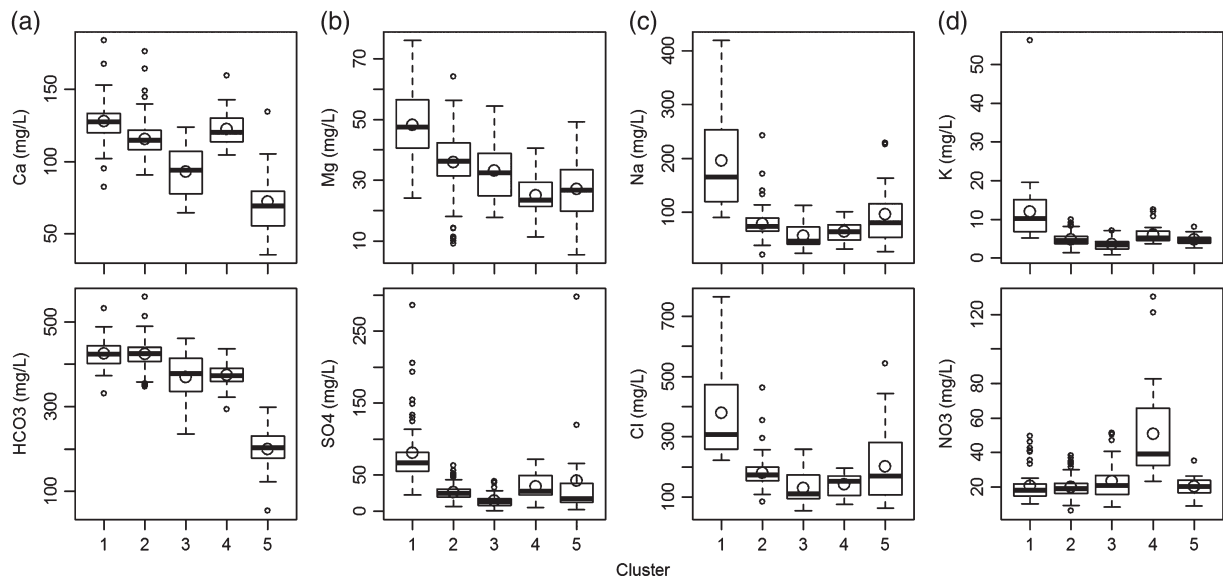 (a) (b) (c) (d)
Ca (mg/L)
50 100 150
Mg (mg/L)
10 30 50 70
Na (mg/L)
100 200 300 400
K (mg/L)
0 10 20 30 40 50
HCO3 (mg/L)
100 300 500
1 2 3 4 5
SO4 (mg/L)
0 50 150 250
1 2 3 4 5
Cl (mg/L)
100 300 500 700
1 2 3 4 5
NO3 (mg/L)
20 40 60 80 120
1 2 3 4 5
Cluster